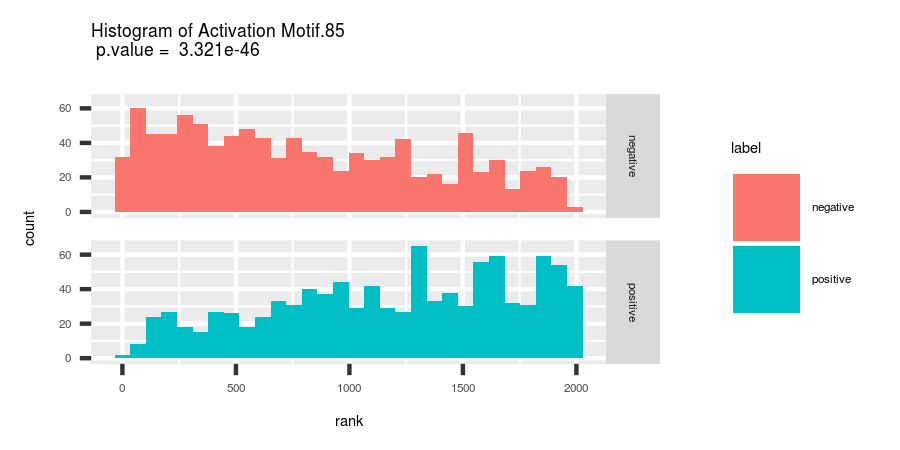 Histogram of Activation Motif.85
p.value = 3.321e-46
60
40
20
0
negative
60
40
20
0
positive
count
0 500 1000 1500 2000
rank
label
negative
positive